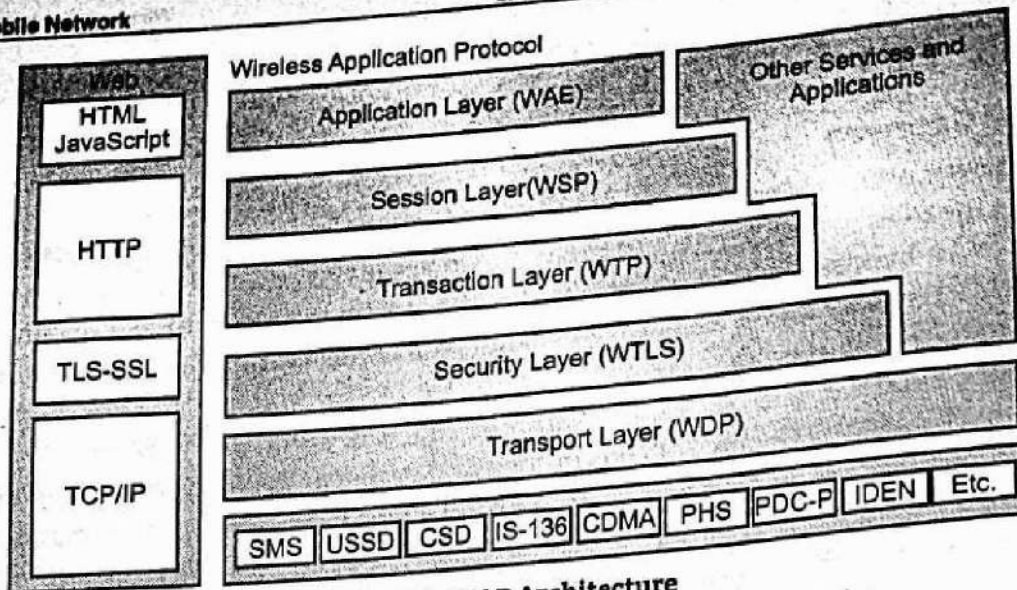 Mobile Network
Web
HTML
JavaScript
HTTP
TLS-SSL
TCP/IP
Wireless Application Protocol
Application Layer (WAE)
Session Layer(WSP)
Transaction Layer (WTP)
Security Layer (WTLS)
Transport Layer (WDP)
SMS USSD CSD IS-136 CDMA PHS PDC-P IDEN Etc.
Other Services and
Applications
Architecture